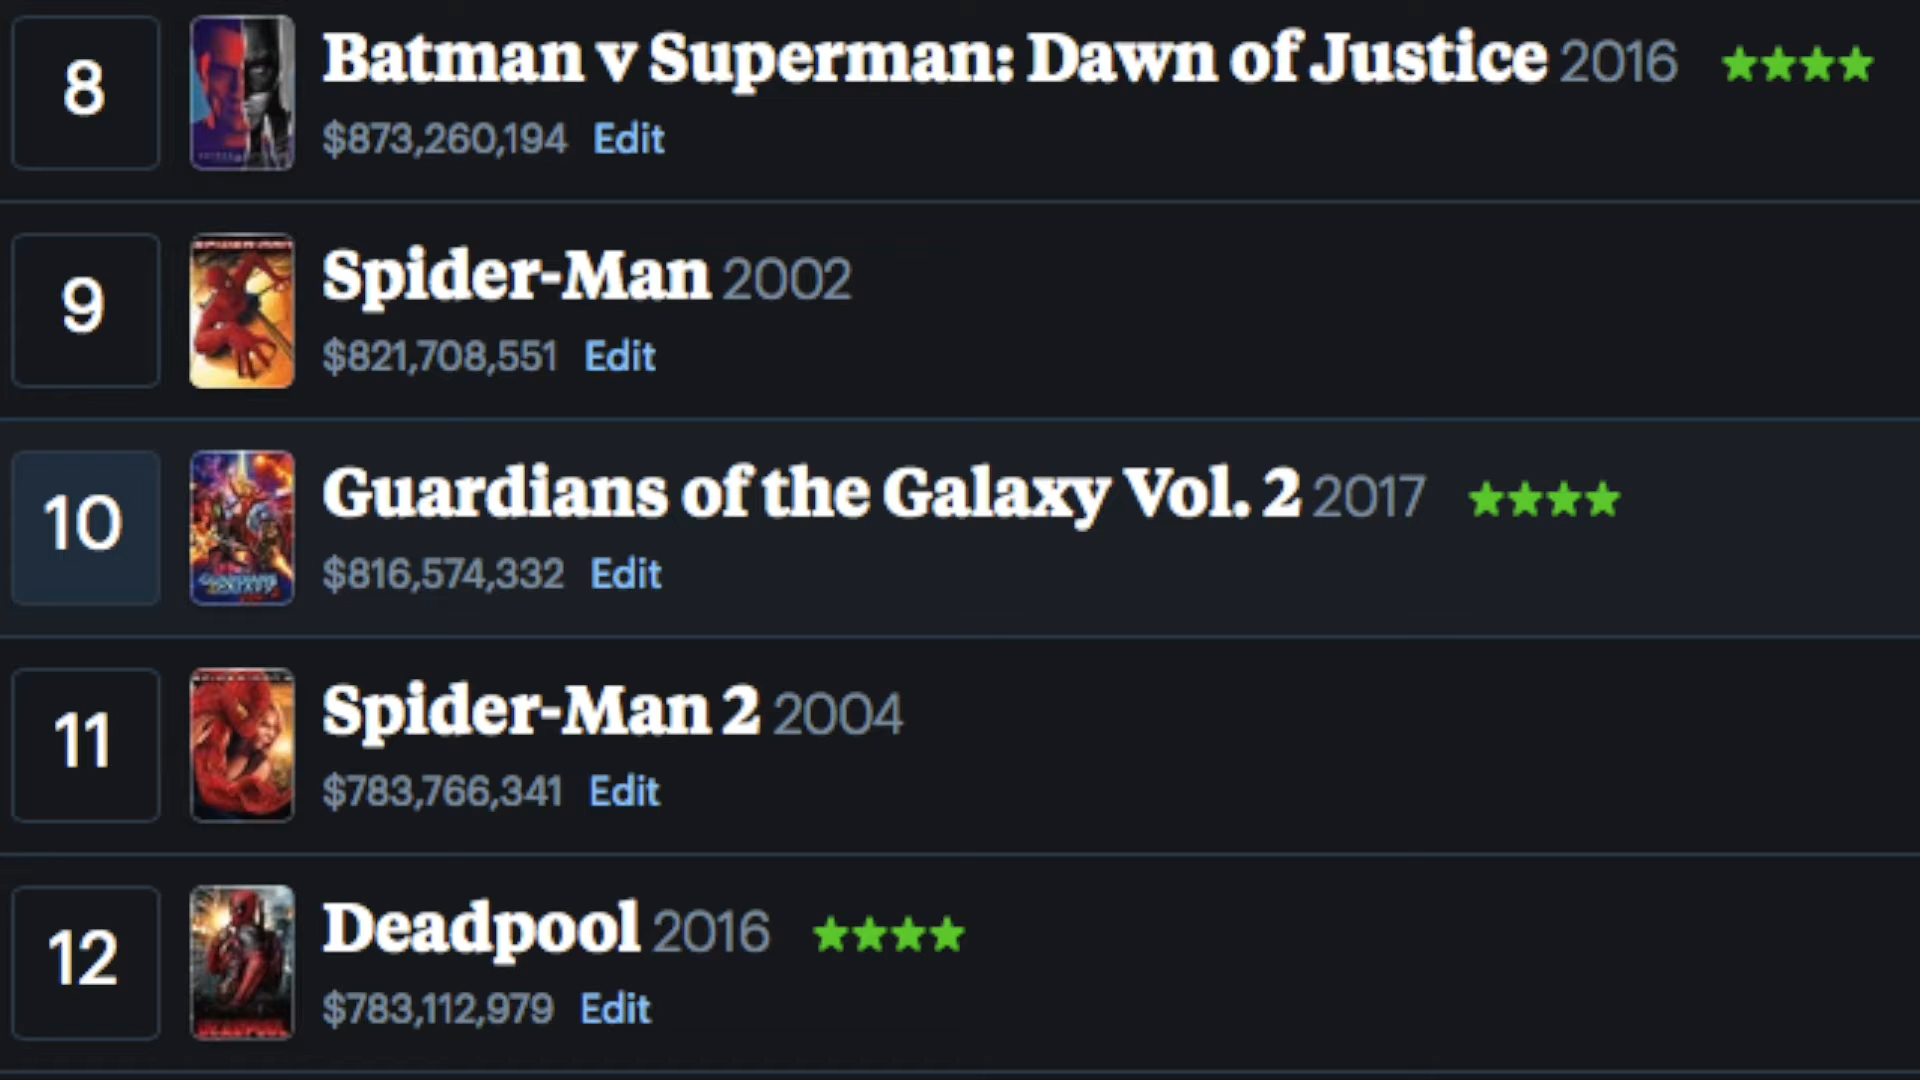 8
Batman v Superman: Dawn of Justice 2016 ★★★★
$873,260,194 Edit
9
Spider-Man 2002
$821,708,551 Edit
10
Guardians of the Galaxy Vol. 2 2017 ★★★★
$816,574,332 Edit
11
Spider-Man 2 2004
$783,766,341 Edit
12
Deadpool 2016 ★★★★
$783,112,979 Edit